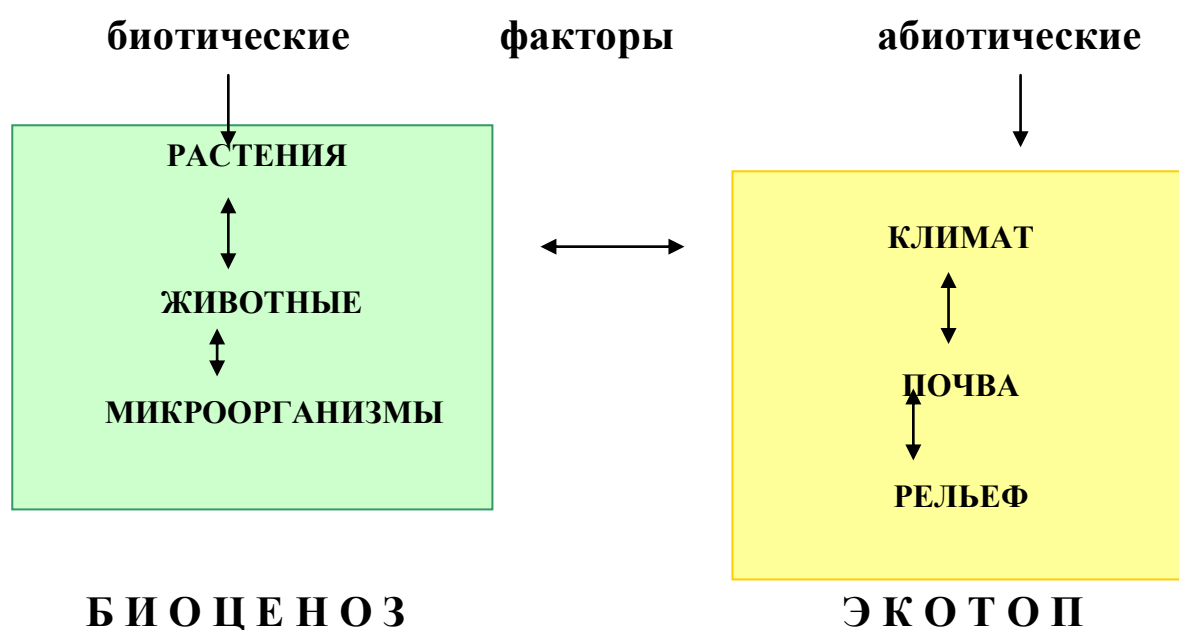 биотические факторы абиотические
РАСТЕНИЯ
ЖИВОТНЫЕ
МИКРООРГАНИЗМЫ
КЛИМАТ
ПОЧВА
РЕЛЬЕФ
Б И О Ц Е Н О З Э К О Т О П